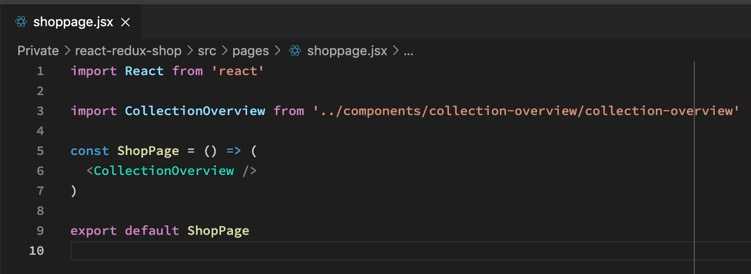 shoppage.jsx
Private > react-redux-shop > src > pages > shoppage.jsx > ...
1 import React from 'react'
2
3 import CollectionOverview from '../components/collection-overview/collection-overview'
4
5 const ShopPage = () => (
6   <CollectionOverview />
7 )
8
9 export default ShopPage
10